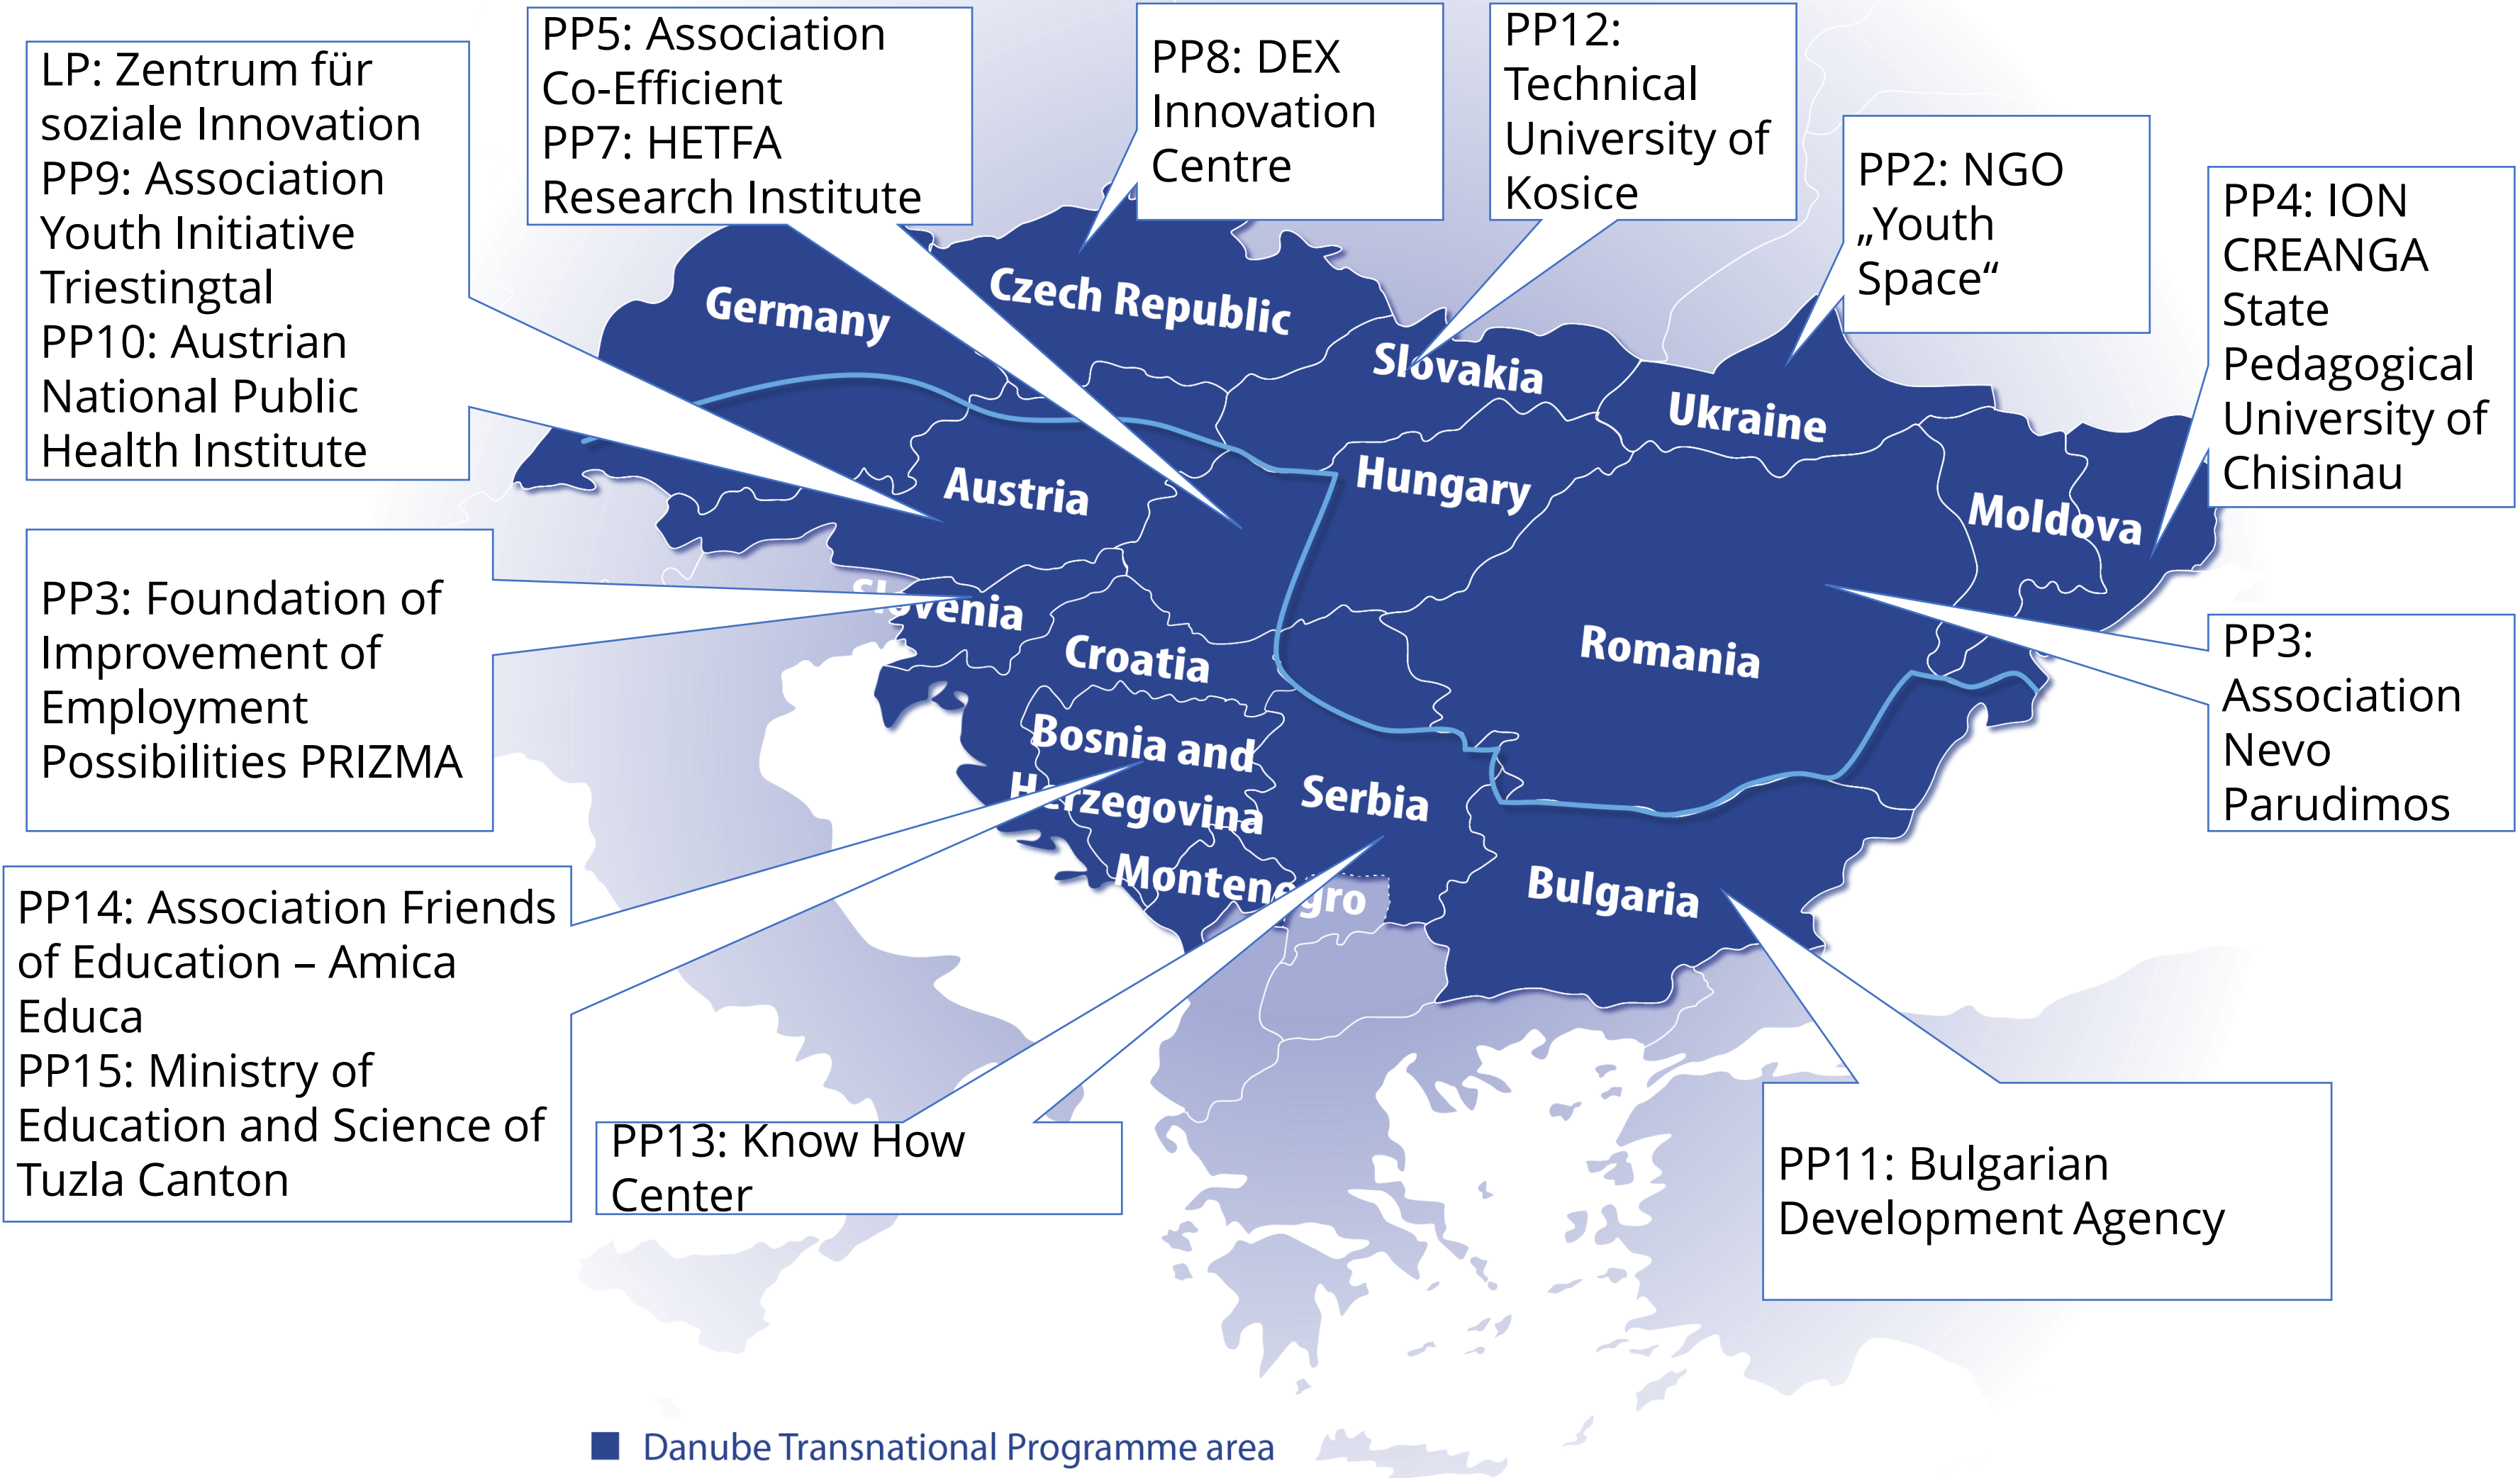 LP: Zentrum für
soziale Innovation
PP9: Association
Youth Initiative
Triestingtal
PP10: Austrian
National Public
Health Institute
PP5: Association
Co-Efficient
PP7: HETFA
Research Institute
PP8: DEX
Innovation
Centre
PP12:
Technical
University of
Kosice
PP2: NGO
„Youth
Space“
PP4: ION
CREANGA
State
Pedagogical
University of
Chisinau
PP3: Foundation of
Improvement of
Employment
Possibilities PRIZMA
PP3:
Association
Nevo
Parudimos
PP14: Association Friends
of Education – Amica
Educa
PP15: Ministry of
Education and Science of
Tuzla Canton
PP13: Know How
Center
PP11: Bulgarian
Development Agency
Germany
Czech Republic
Slovakia
Ukraine
Austria
Hungary
Moldova
Slovenia
Croatia
Romania
Bosnia and
Herzegovina
Serbia
Montenegro
Bulgaria
Danube Transnational Programme area